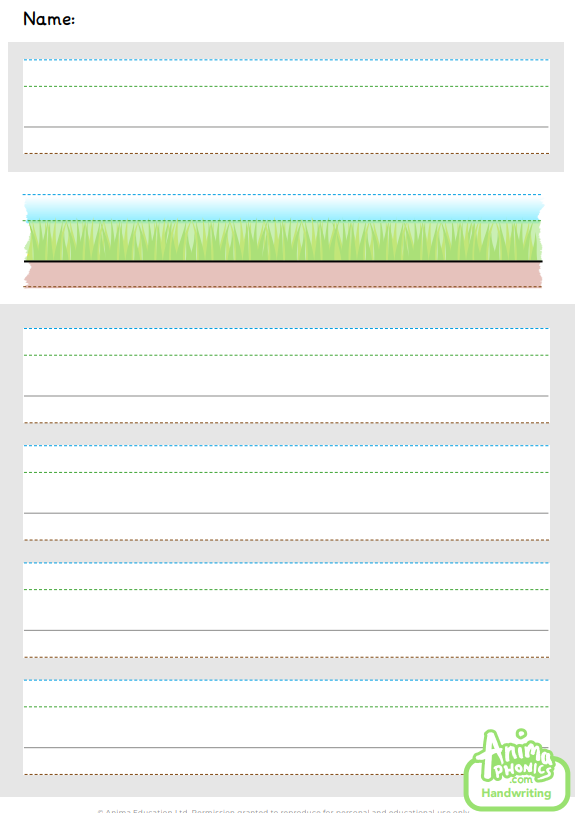 Name:
Anima
PHONICS
.com
Handwriting
© Anima Education Ltd. Permission granted to reproduce for personal and educational use only.